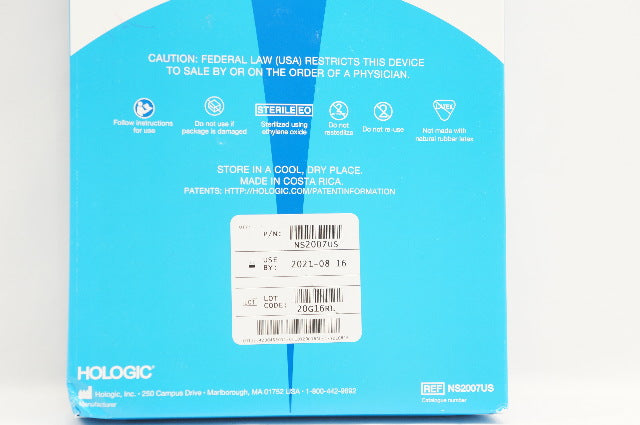 CAUTION: FEDERAL LAW (USA) RESTRICTS THIS DEVICE
TO SALE BY OR ON THE ORDER OF A PHYSICIAN.
Follow instructions
for use
Do not use if
package is damaged
STERILE EO
Sterilized using
ethylene oxide
Do not
resterilize
Do not re-use
LATEX
Not made with
natural rubber latex
STORE IN A COOL, DRY PLACE.
MADE IN COSTA RICA.
PATENTS: HTTP://HOLOGIC.COM/PATENTINFORMATION
P/N:
NS2007US
USE
BY: 2021-08 16
LOT
CODE:
HOLOGIC
Hologic, Inc. • 250 Campus Drive • Marlborough, MA 01752 USA • 1-800-442-9892
Manufacturer
REF NS2007US
Catalogue number